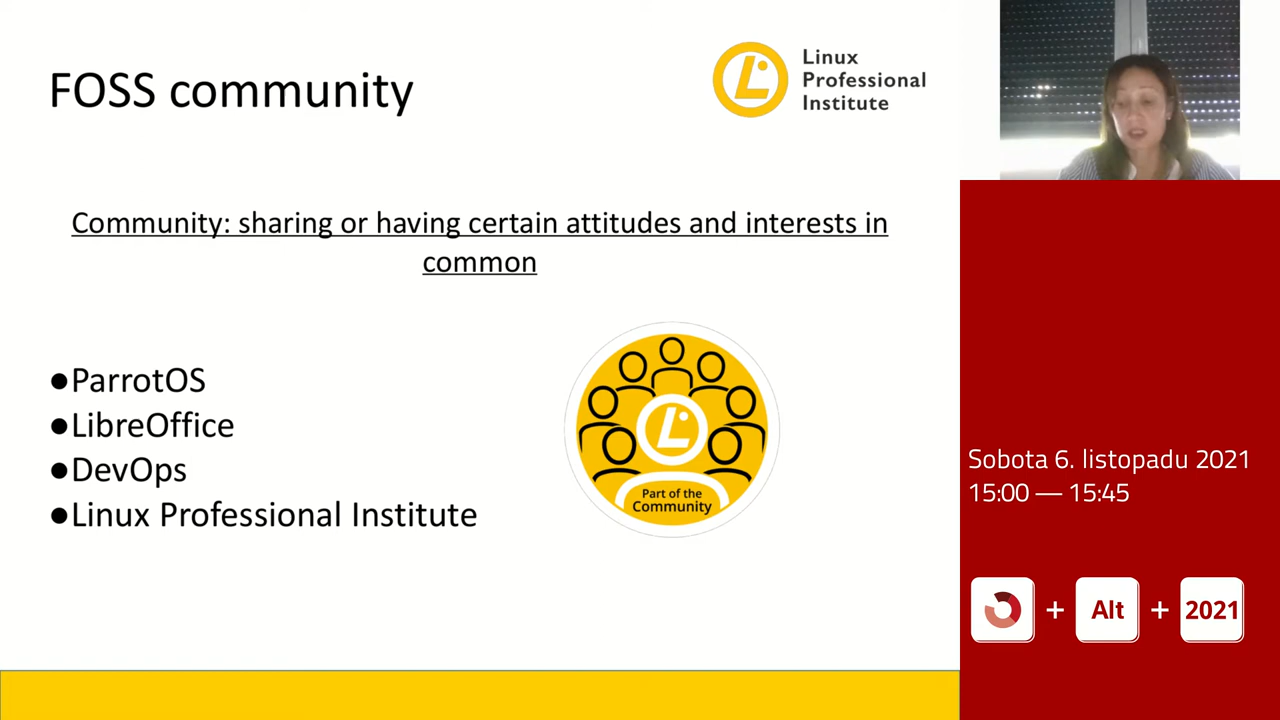 FOSS community
Linux
Professional
Institute
Community: sharing or having certain attitudes and interests in
common
●ParrotOS
●LibreOffice
●DevOps
●Linux Professional Institute
Part of the
Community
Sobota 6. listopadu 2021
15:00 — 15:45
+ Alt + 2021